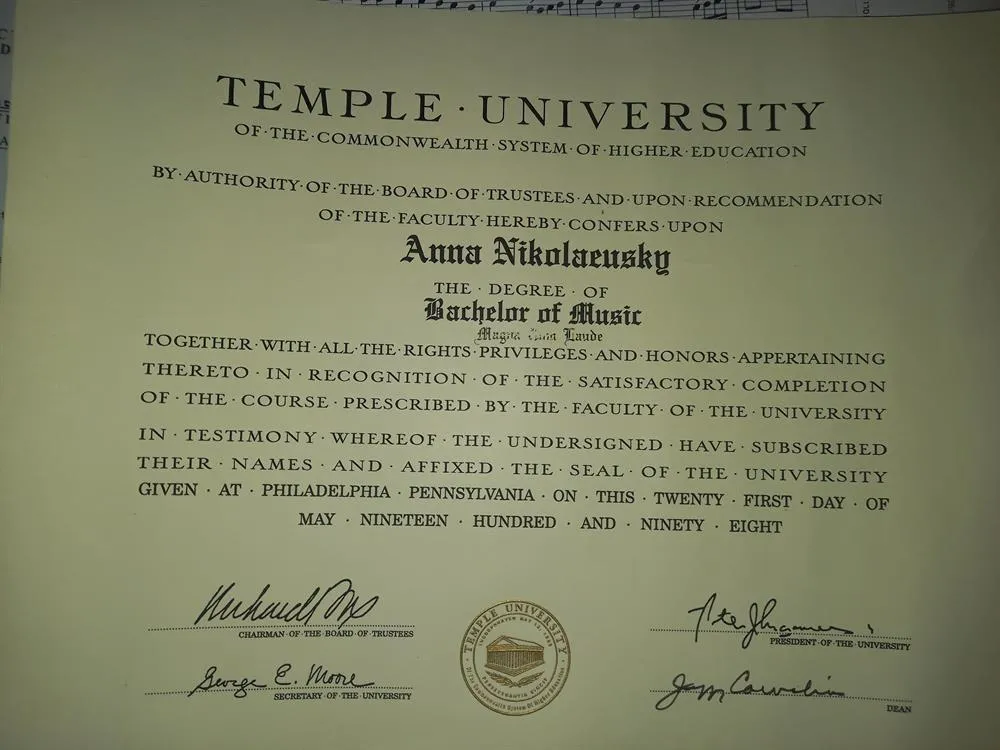 TEMPLE · UNIVERSITY
OF·THE·COMMONWEALTH·SYSTEM·OF·HIGHER·EDUCATION
BY·AUTHORITY·OF·THE·BOARD·OF·TRUSTEES·AND·UPON·RECOMMENDATION
OF·THE·FACULTY·HEREBY·CONFERS·UPON
Anna Nikolaeusky
THE · DEGREE · OF
Bachelor of Music
Magna Cum Laude
TOGETHER·WITH·ALL·THE·RIGHTS·PRIVILEGES·AND·HONORS·APPERTAINING
THERETO · IN · RECOGNITION · OF · THE · SATISFACTORY · COMPLETION
OF · THE · COURSE · PRESCRIBED · BY · THE · FACULTY · OF · THE · UNIVERSITY
IN · TESTIMONY · WHEREOF · THE · UNDERSIGNED · HAVE · SUBSCRIBED
THEIR · NAMES · AND · AFFIXED · THE · SEAL · OF · THE · UNIVERSITY
GIVEN · AT · PHILADELPHIA · PENNSYLVANIA · ON · THIS · TWENTY · FIRST · DAY · OF
MAY · NINETEEN · HUNDRED · AND · NINETY · EIGHT
CHAIRMAN·OF·THE·BOARD·OF·TRUSTEES
George E. Moore
SECRETARY·OF·THE·UNIVERSITY
TEMPLE UNIVERSITY
PRESIDENT·OF·THE·UNIVERSITY
DEAN